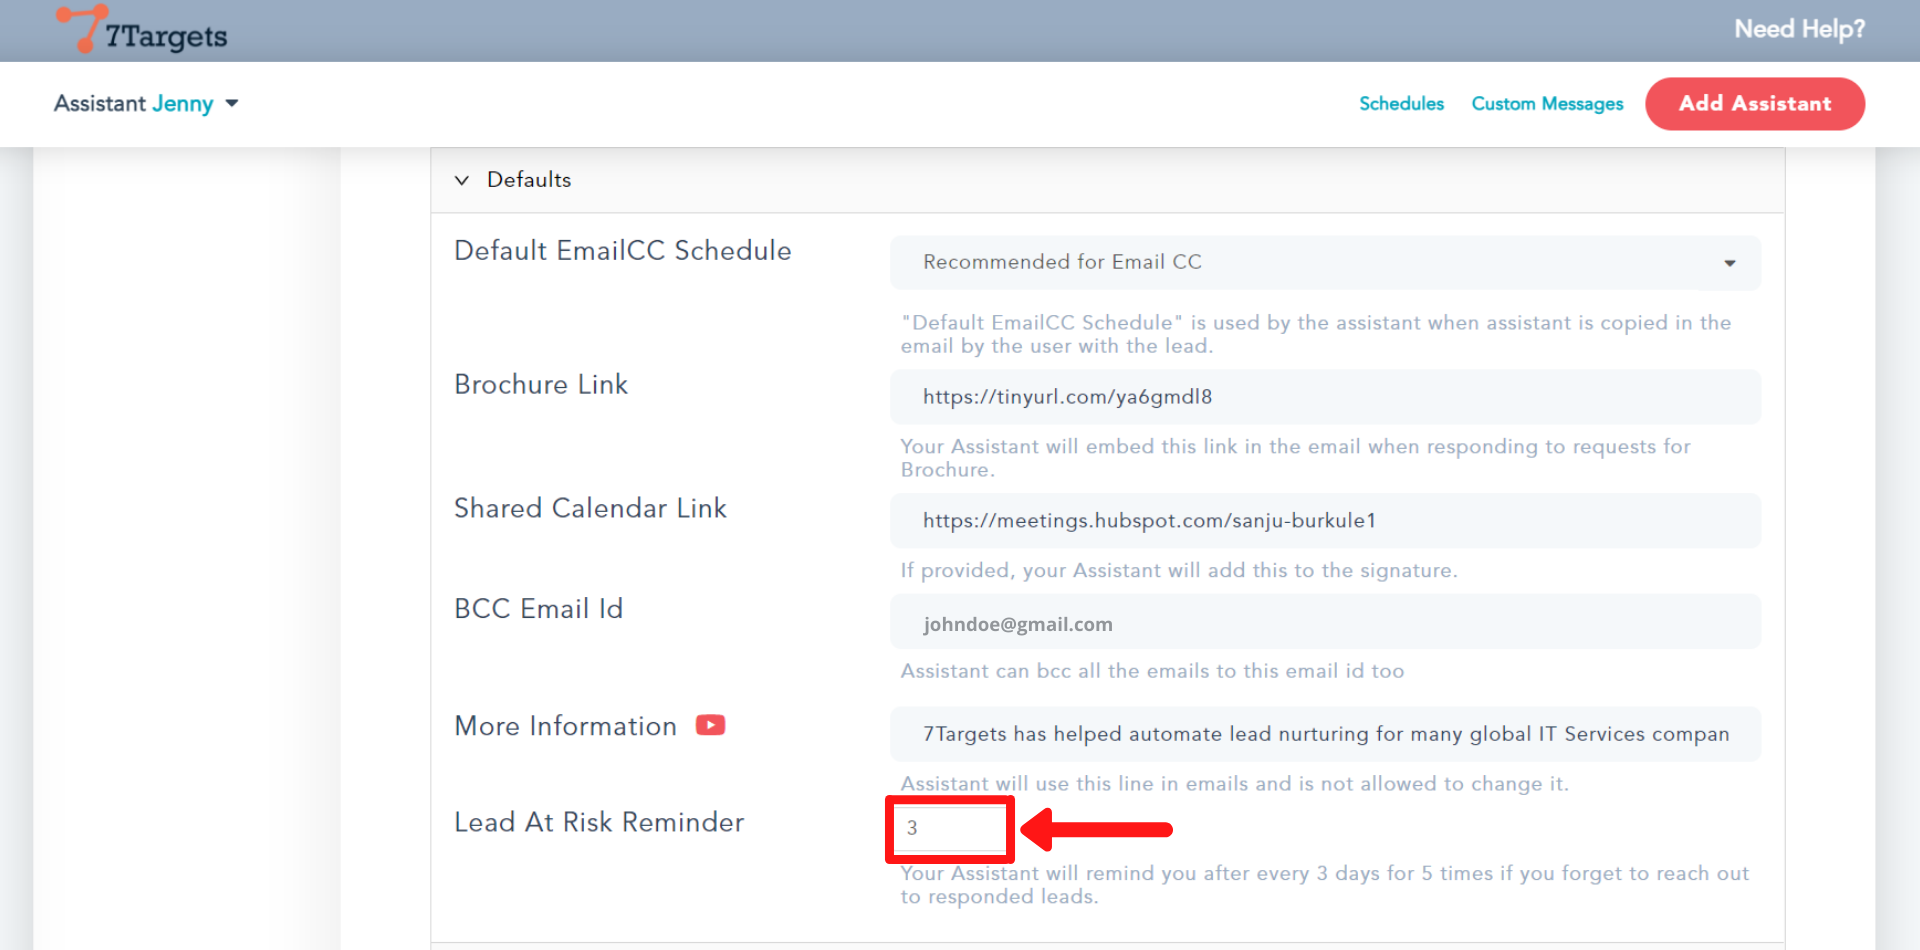 7Targets
Need Help?
Assistant Jenny
Schedules
Custom Messages
Add Assistant
Defaults
Default EmailCC Schedule
Recommended for Email CC
"Default EmailCC Schedule" is used by the assistant when assistant is copied in the
email by the user with the lead.
Brochure Link
https://tinyurl.com/ya6gmdl8
Your Assistant will embed this link in the email when responding to requests for
Brochure.
Shared Calendar Link
https://meetings.hubspot.com/sanju-burkule1
If provided, your Assistant will add this to the signature.
BCC Email Id
johndoe@gmail.com
Assistant can bcc all the emails to this email id too
More Information
7Targets has helped automate lead nurturing for many global IT Services compan
Assistant will use this line in emails and is not allowed to change it.
Lead At Risk Reminder
3
Your Assistant will remind you after every 3 days for 5 times if you forget to reach out
to responded leads.